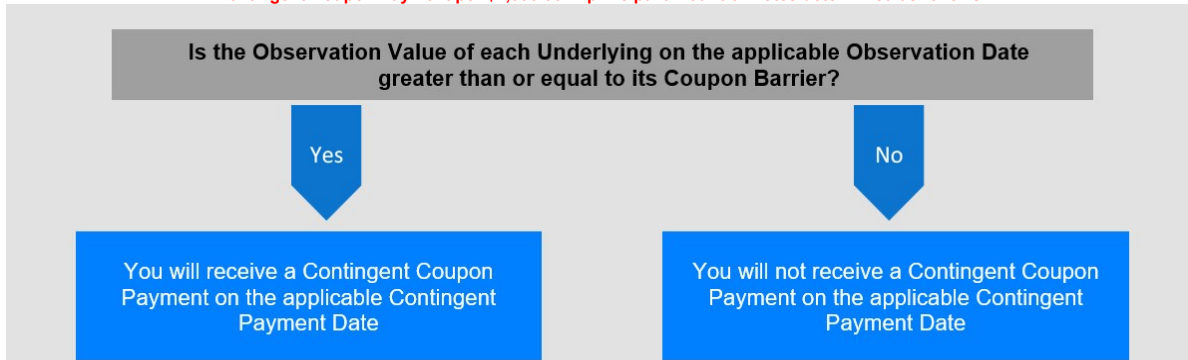 Is the Observation Value of each Underlying on the applicable Observation Date
greater than or equal to its Coupon Barrier?
Yes
No
You will receive a Contingent Coupon
Payment on the applicable Contingent
Payment Date
You will not receive a Contingent Coupon
Payment on the applicable Contingent
Payment Date